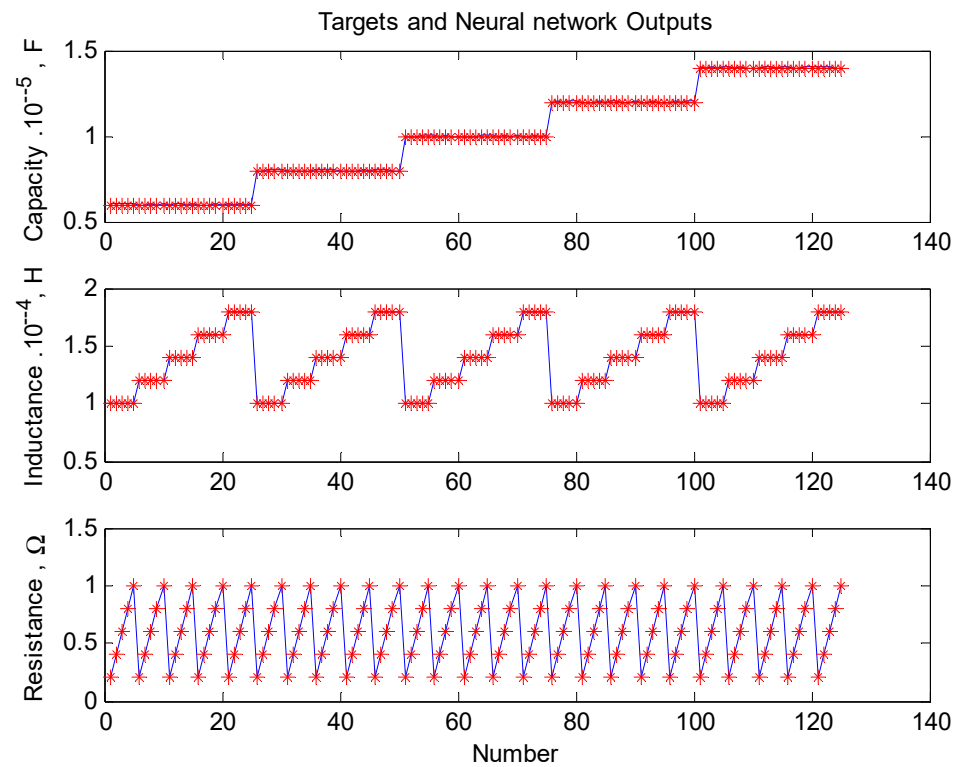 Targets and Neural network Outputs
Capacity .10--5 , F
1.5
1
0.5
0 20 40 60 80 100 120 140
Inductance .10--4, H
2
1.5
1
0.5
0 20 40 60 80 100 120 140
Resistance , Ω
1.5
1
0.5
0
0 20 40 60 80 100 120 140
Number